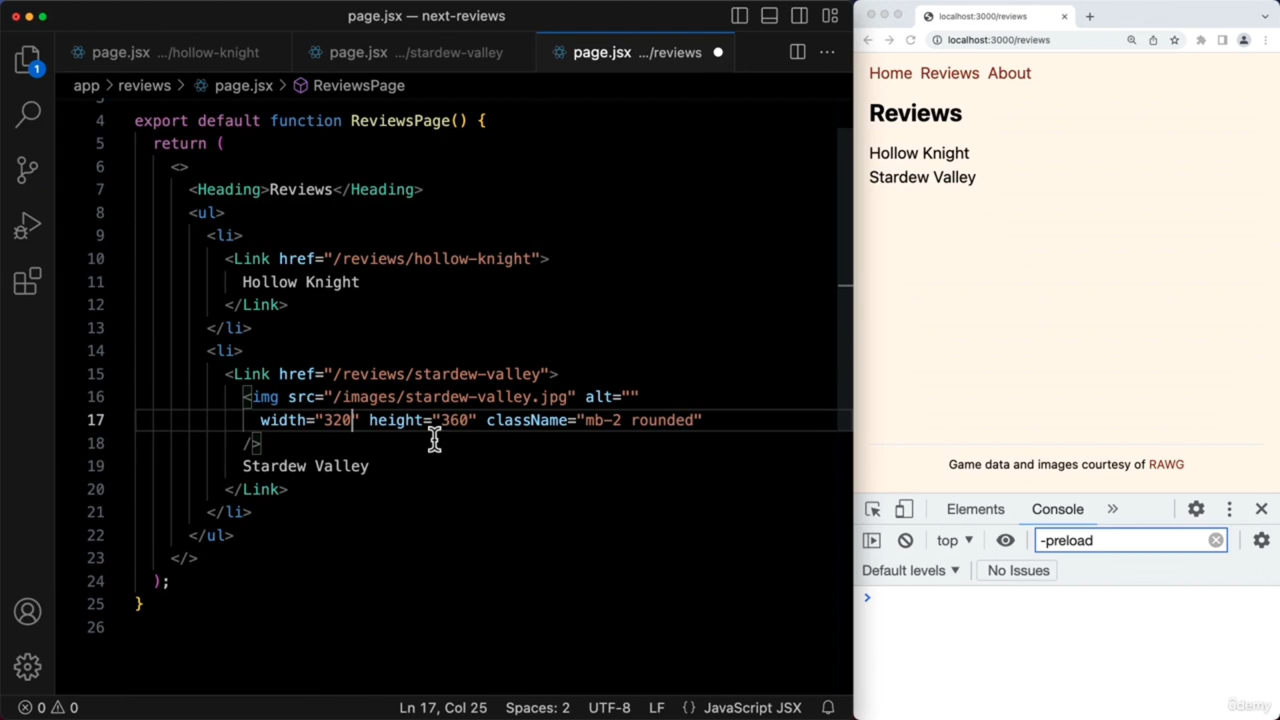 page.jsx — next-reviews
page.jsx .../hollow-knight
page.jsx .../stardew-valley
page.jsx .../reviews
1
app > reviews > page.jsx > ReviewsPage
4 export default function ReviewsPage() {
5 return (
6 <>
7 <Heading>Reviews</Heading>
8 <ul>
9 <li>
10 <Link href="/reviews/hollow-knight">
11 Hollow Knight
12 </Link>
13 </li>
14 <li>
15 <Link href="/reviews/stardew-valley">
16 <img src="/images/stardew-valley.jpg" alt=""
17 width="320" height="360" className="mb-2 rounded"
18 />
19 Stardew Valley
20 </Link>
21 </li>
22 </ul>
23 </>
24 );
25 }
26
0 0
Ln 17, Col 25 Spaces: 2 UTF-8 LF {} JavaScript JSX
localhost:3000/reviews
localhost:3000/reviews
Home Reviews About
Reviews
Hollow Knight
Stardew Valley
Game data and images courtesy of RAWG
Elements Console »
top -preload
Default levels No Issues
ûdemy